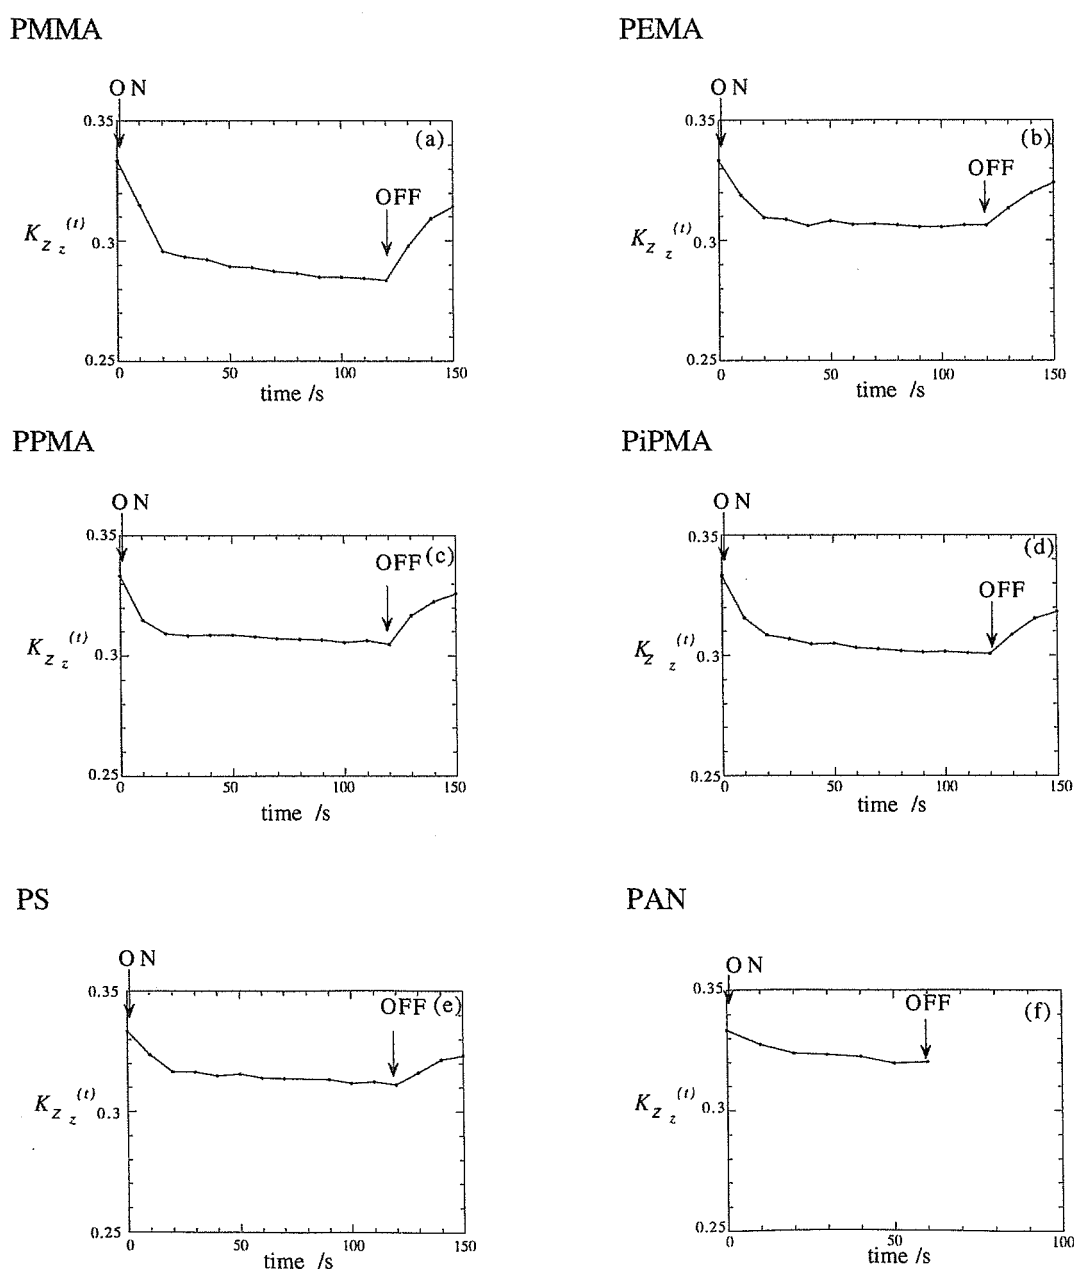 PMMA
PEMA
ON
0.35
(a)
OFF
K_Zz^(t)
0.3
0.25
0 50 100 150
time /s
ON
0.35
(b)
OFF
K_Zz^(t)
0.3
0.25
0 50 100 150
time /s
PPMA
PiPMA
ON
0.35
OFF (c)
K_Zz^(t)
0.3
0.25
0 50 100 150
time /s
ON
0.35
(d)
OFF
K_Zz^(t)
0.3
0.25
0 50 100 150
time /s
PS
PAN
ON
0.35
OFF (e)
K_Zz^(t)
0.3
0.25
0 50 100 150
time /s
ON
0.35
OFF
(f)
K_Zz^(t)
0.3
0.25
0 50 100
time /s